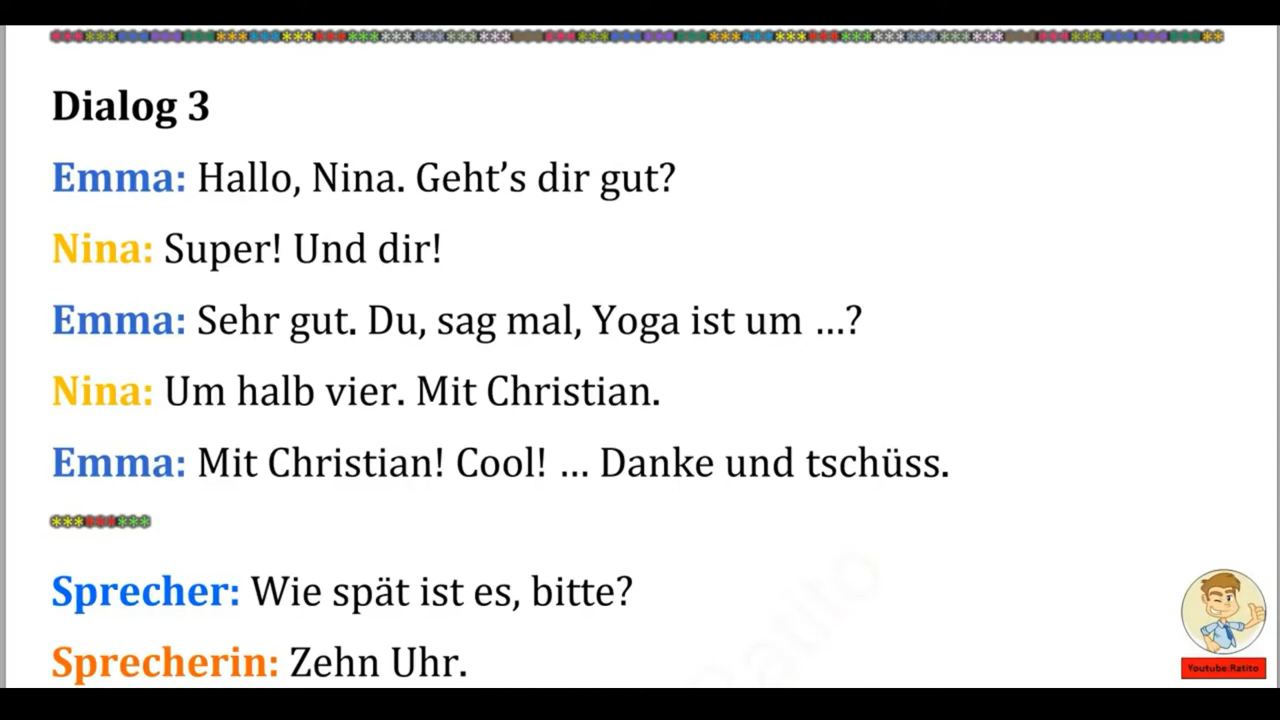 Dialog 3
Emma: Hallo, Nina. Geht’s dir gut?
Nina: Super! Und dir!
Emma: Sehr gut. Du, sag mal, Yoga ist um …?
Nina: Um halb vier. Mit Christian.
Emma: Mit Christian! Cool! … Danke und tschüss.
Sprecher: Wie spät ist es, bitte?
Sprecherin: Zehn Uhr.
Ratito
Youtube.Ratito